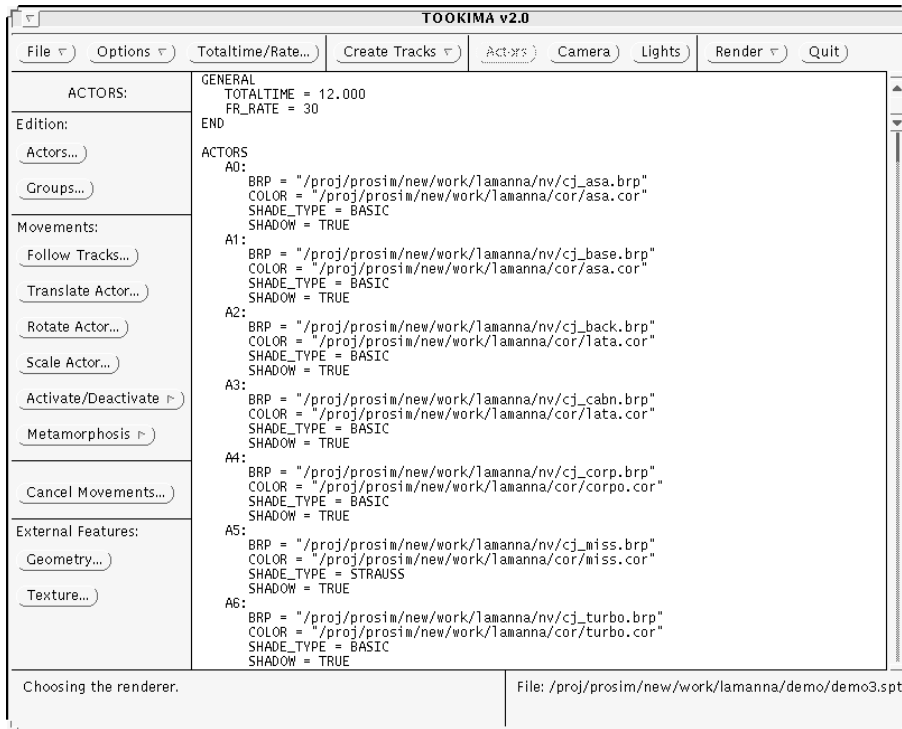 TOOKIMA v2.0
File Options Totaltime/Rate... Create Tracks Actors Camera Lights Render Quit
ACTORS:
Edition:
Actors...
Groups...
Movements:
Follow Tracks...
Translate Actor...
Rotate Actor...
Scale Actor...
Activate/Deactivate
Metamorphosis
Cancel Movements...
External Features:
Geometry...
Texture...
GENERAL
TOTALTIME = 12.000
FR_RATE = 30
END
ACTORS
A0:
BRP = "/proj/prosim/new/work/lamanna/nv/cj_asa.brp"
COLOR = "/proj/prosim/new/work/lamanna/cor/asa.cor"
SHADE_TYPE = BASIC
SHADOW = TRUE
A1:
BRP = "/proj/prosim/new/work/lamanna/nv/cj_base.brp"
COLOR = "/proj/prosim/new/work/lamanna/cor/asa.cor"
SHADE_TYPE = BASIC
SHADOW = TRUE
A2:
BRP = "/proj/prosim/new/work/lamanna/nv/cj_back.brp"
COLOR = "/proj/prosim/new/work/lamanna/cor/lata.cor"
SHADE_TYPE = BASIC
SHADOW = TRUE
A3:
BRP = "/proj/prosim/new/work/lamanna/nv/cj_cabn.brp"
COLOR = "/proj/prosim/new/work/lamanna/cor/lata.cor"
SHADE_TYPE = BASIC
SHADOW = TRUE
A4:
BRP = "/proj/prosim/new/work/lamanna/nv/cj_corp.brp"
COLOR = "/proj/prosim/new/work/lamanna/cor/corpo.cor"
SHADE_TYPE = BASIC
SHADOW = TRUE
A5:
BRP = "/proj/prosim/new/work/lamanna/nv/cj_miss.brp"
COLOR = "/proj/prosim/new/work/lamanna/cor/miss.cor"
SHADE_TYPE = STRAUSS
SHADOW = TRUE
A6:
BRP = "/proj/prosim/new/work/lamanna/nv/cj_turbo.brp"
COLOR = "/proj/prosim/new/work/lamanna/cor/turbo.cor"
SHADE_TYPE = BASIC
SHADOW = TRUE
Choosing the renderer.
File: /proj/prosim/new/work/lamanna/demo/demo3.spt